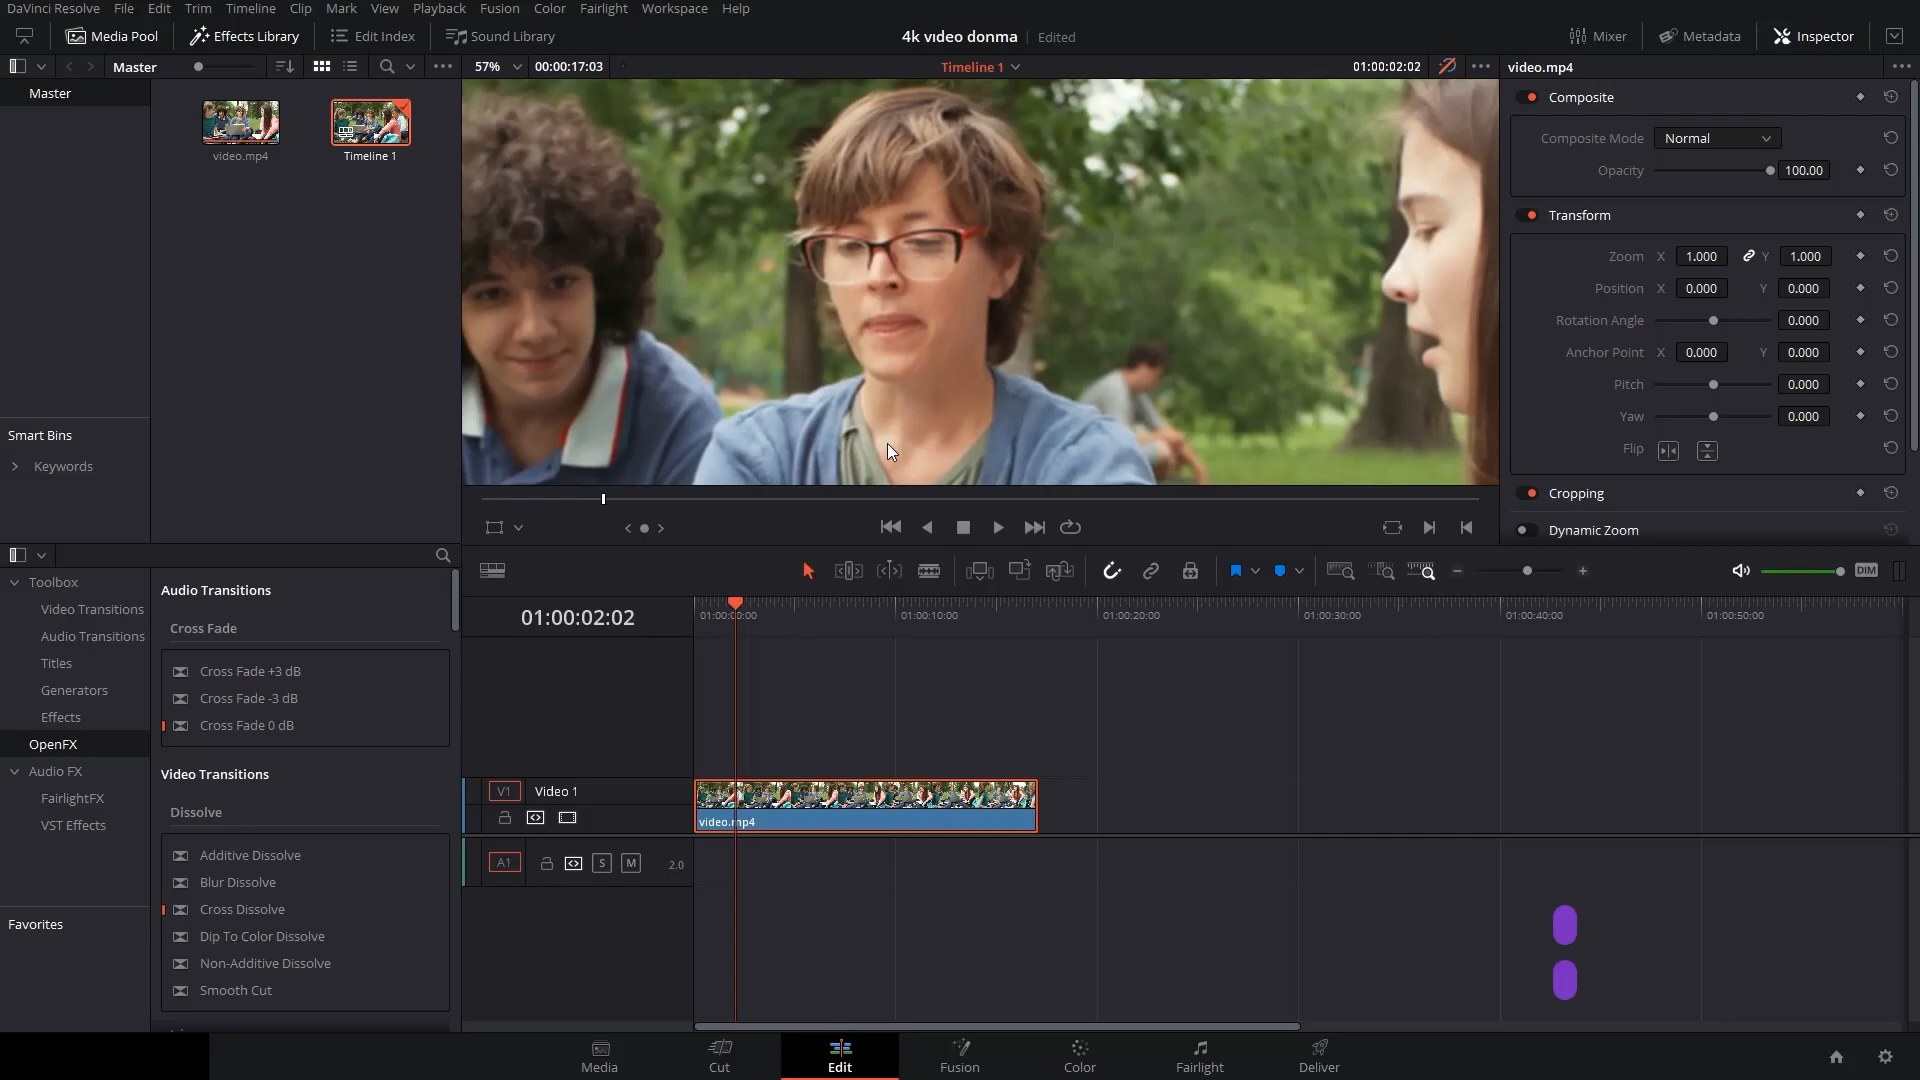 DaVinci Resolve File Edit Trim Timeline Clip Mark View Playback Fusion Color Fairlight Workspace Help
Media Pool Effects Library Edit Index Sound Library 4k vıdeo donma Edited Mixer Metadata Inspector
Master 57% 00:00:17:03 Timeline 1 01:00:02:02 video.mp4
Master
video.mp4 Timeline 1
Composite
Composite Mode Normal
Opacity 100.00
Transform
Zoom X 1.000 Y 1.000
Position X 0.000 Y 0.000
Rotation Angle 0.000
Anchor Point X 0.000 Y 0.000
Pitch 0.000
Yaw 0.000
Flip
Cropping
Dynamic Zoom
Smart Bins
Keywords
Toolbox
Video Transitions
Audio Transitions
Titles
Generators
Effects
OpenFX
Audio FX
FairlightFX
VST Effects
Favorites
Audio Transitions
Cross Fade
Cross Fade +3 dB
Cross Fade -3 dB
Cross Fade 0 dB
Video Transitions
Dissolve
Additive Dissolve
Blur Dissolve
Cross Dissolve
Dip To Color Dissolve
Non-Additive Dissolve
Smooth Cut
DIM
01:00:02:02
01:00:00:00 01:00:10:00 01:00:20:00 01:00:30:00 01:00:40:00 01:00:50:00
V1 Video 1
video.mp4
A1 S M 2.0
Media Cut Edit Fusion Color Fairlight Deliver